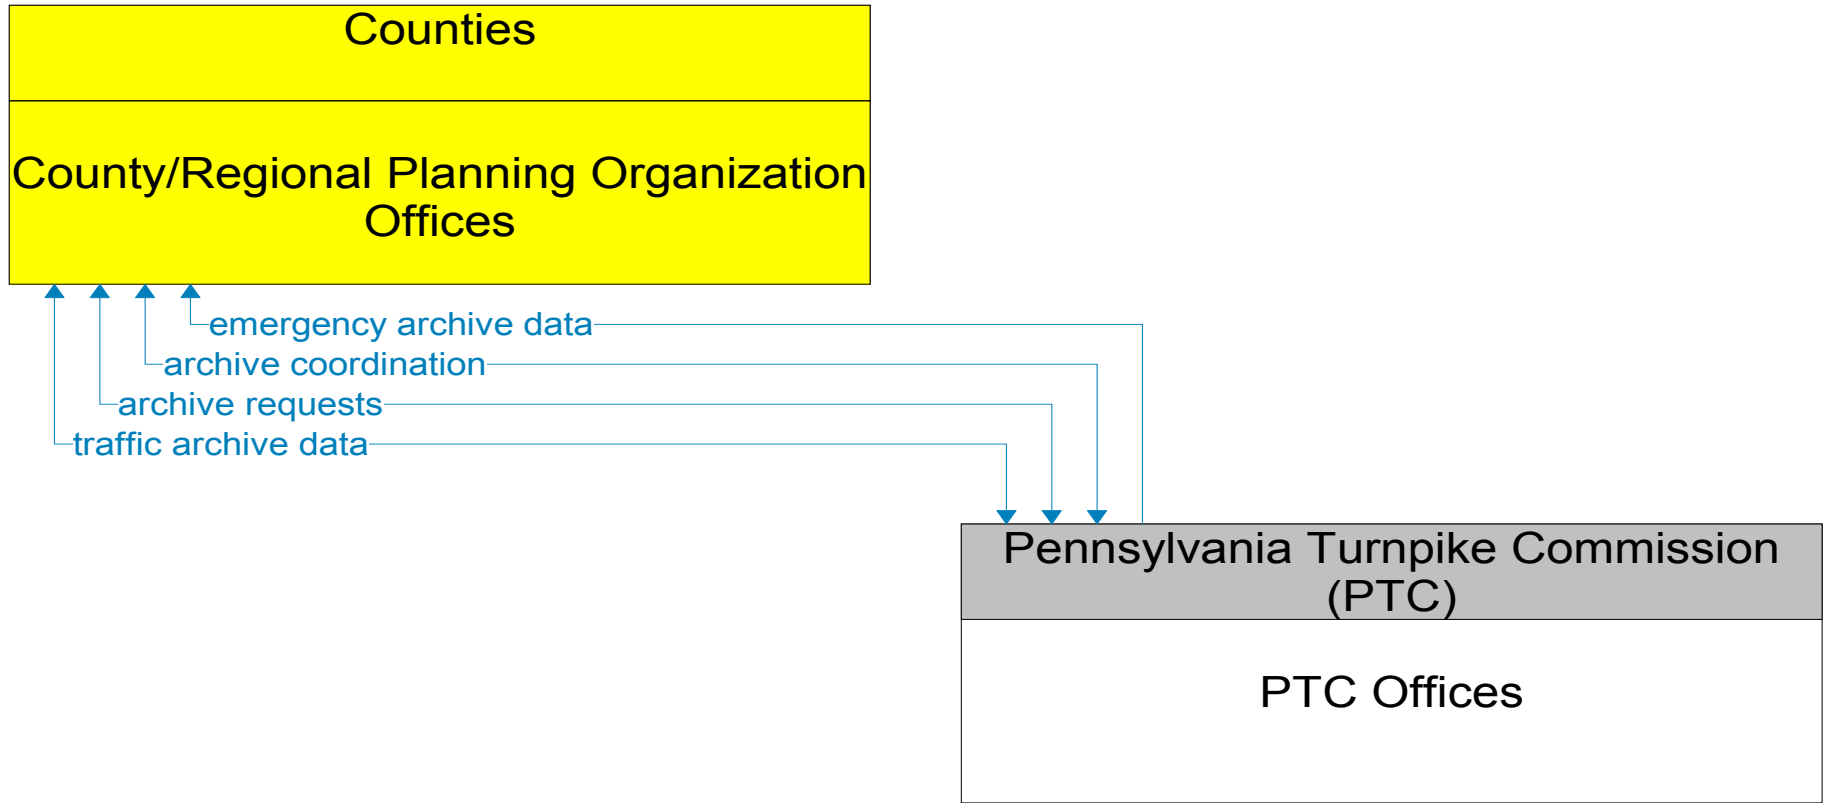 Counties
County/Regional Planning Organization
Offices
emergency archive data
archive coordination
archive requests
traffic archive data
Pennsylvania Turnpike Commission
(PTC)
PTC Offices